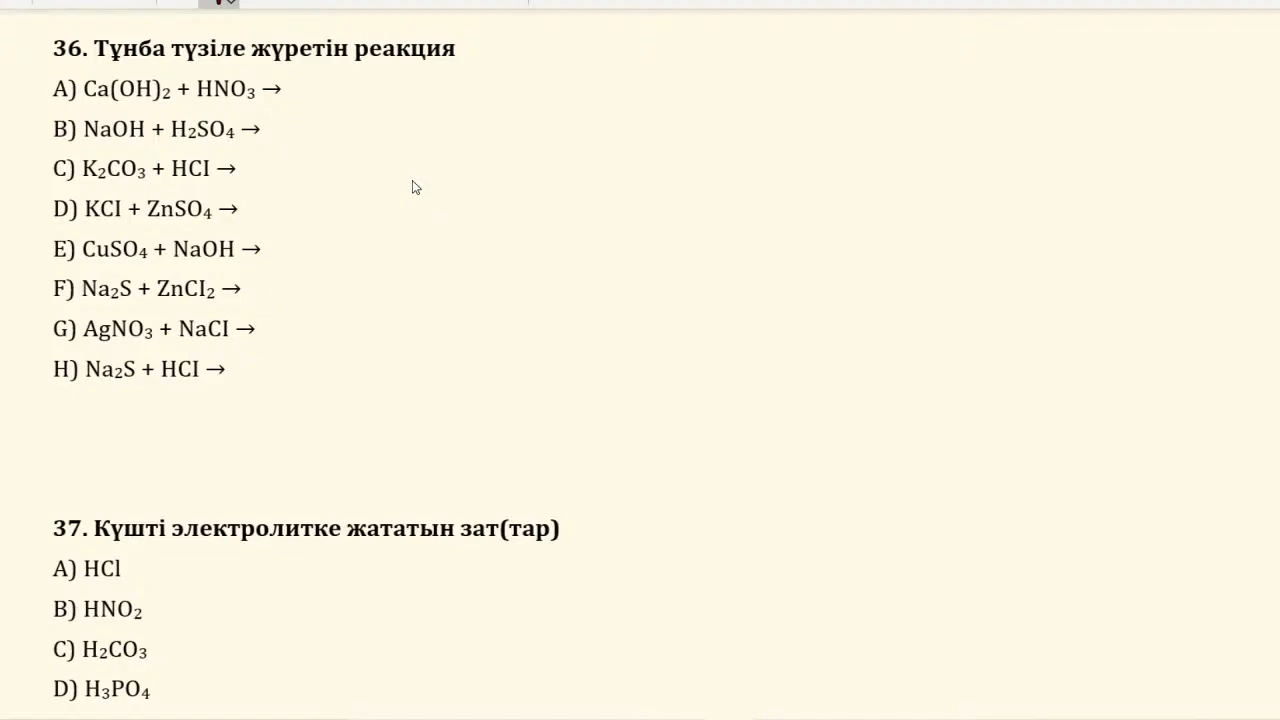 36. Тұнба түзіле жүретін реакция
A) Ca(OH)₂ + HNO₃ →
B) NaOH + H₂SO₄ →
C) K₂CO₃ + HCI →
D) KCI + ZnSO₄ →
E) CuSO₄ + NaOH →
F) Na₂S + ZnCI₂ →
G) AgNO₃ + NaCI →
H) Na₂S + HCI →
37. Күшті электролитке жататын зат(тар)
A) HCl
B) HNO₂
C) H₂CO₃
D) H₃PO₄